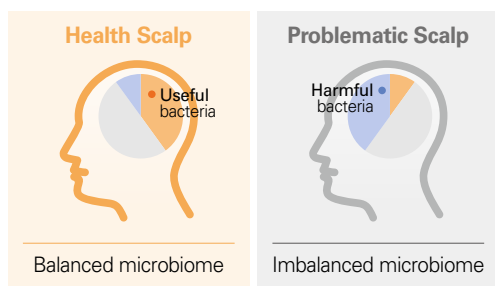 Health Scalp
Useful
bacteria
Balanced microbiome
Problematic Scalp
Harmful
bacteria
Imbalanced microbiome